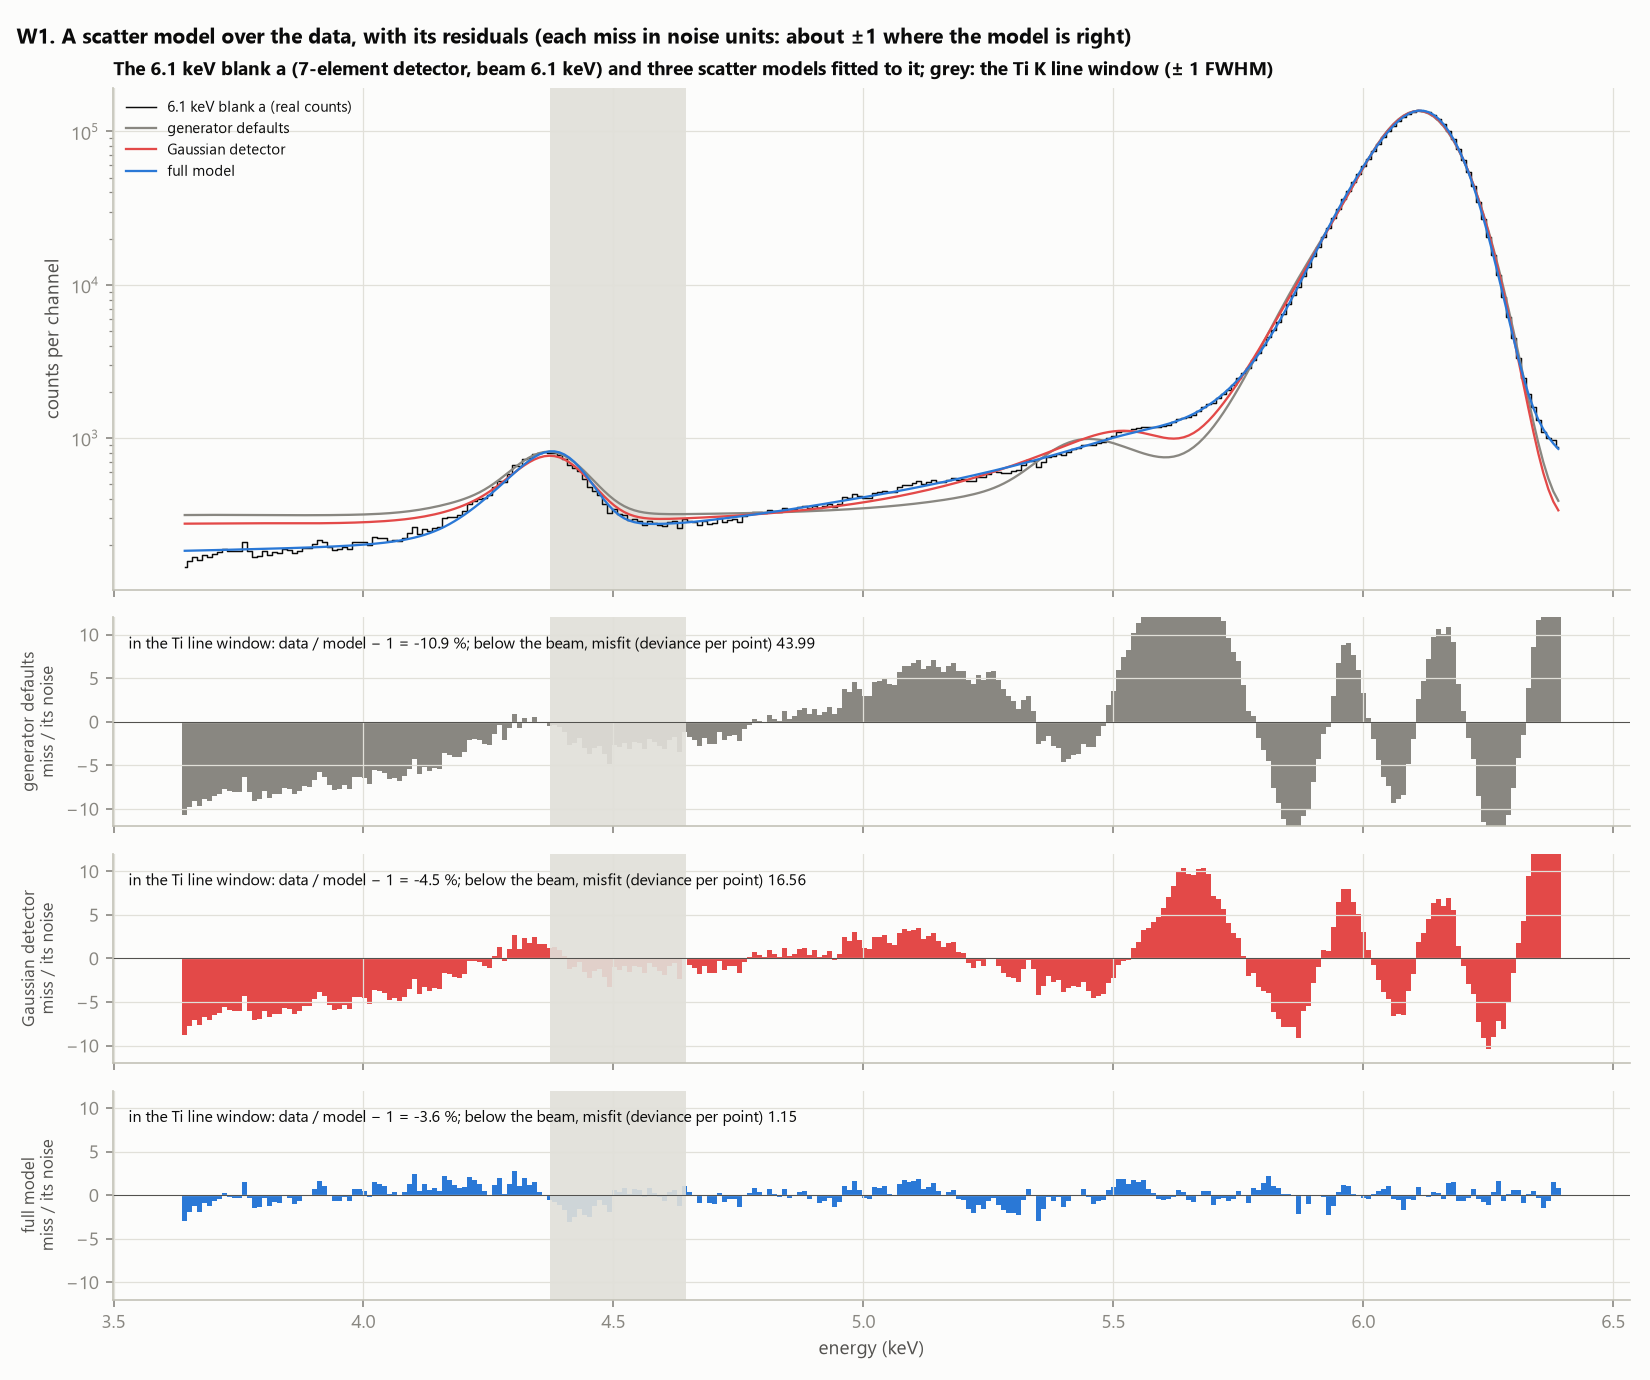 W1. A scatter model over the data, with its residuals (each miss in noise units: about ±1 where the model is right)
The 6.1 keV blank a (7-element detector, beam 6.1 keV) and three scatter models fitted to it; grey: the Ti K line window (± 1 FWHM)
6.1 keV blank a (real counts)
generator defaults
Gaussian detector
full model
counts per channel
10⁵
10⁴
10³
in the Ti line window: data / model − 1 = -10.9 %; below the beam, misfit (deviance per point) 43.99
generator defaults
miss / its noise
10
5
0
−5
−10
in the Ti line window: data / model − 1 = -4.5 %; below the beam, misfit (deviance per point) 16.56
Gaussian detector
miss / its noise
10
5
0
−5
−10
in the Ti line window: data / model − 1 = -3.6 %; below the beam, misfit (deviance per point) 1.15
full model
miss / its noise
10
5
0
−5
−10
3.5 4.0 4.5 5.0 5.5 6.0 6.5
energy (keV)